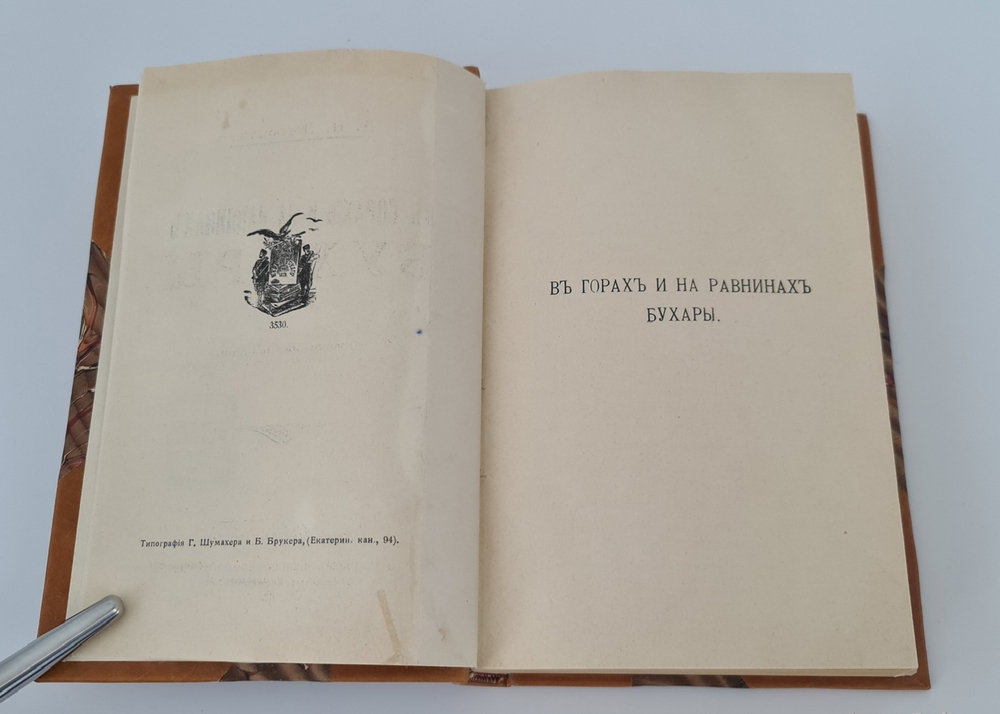 3530.
Типографія Г. Шумахера и Б. Брукера, (Екатерин. кан., 94).
ВЪ ГОРАХЪ И НА РАВНИНАХЪ
БУХАРЫ.